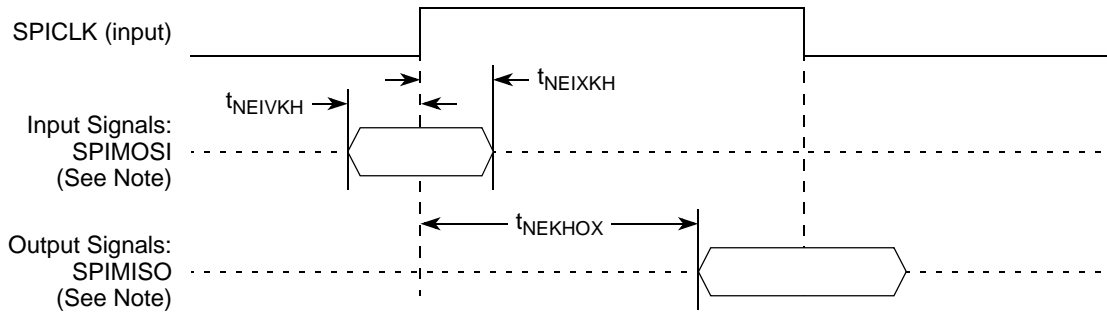 SPICLK (input)
tNEIXKH
tNEIVKH
Input Signals:
SPIMOSI
(See Note)
tNEKHOX
Output Signals:
SPIMISO
(See Note)